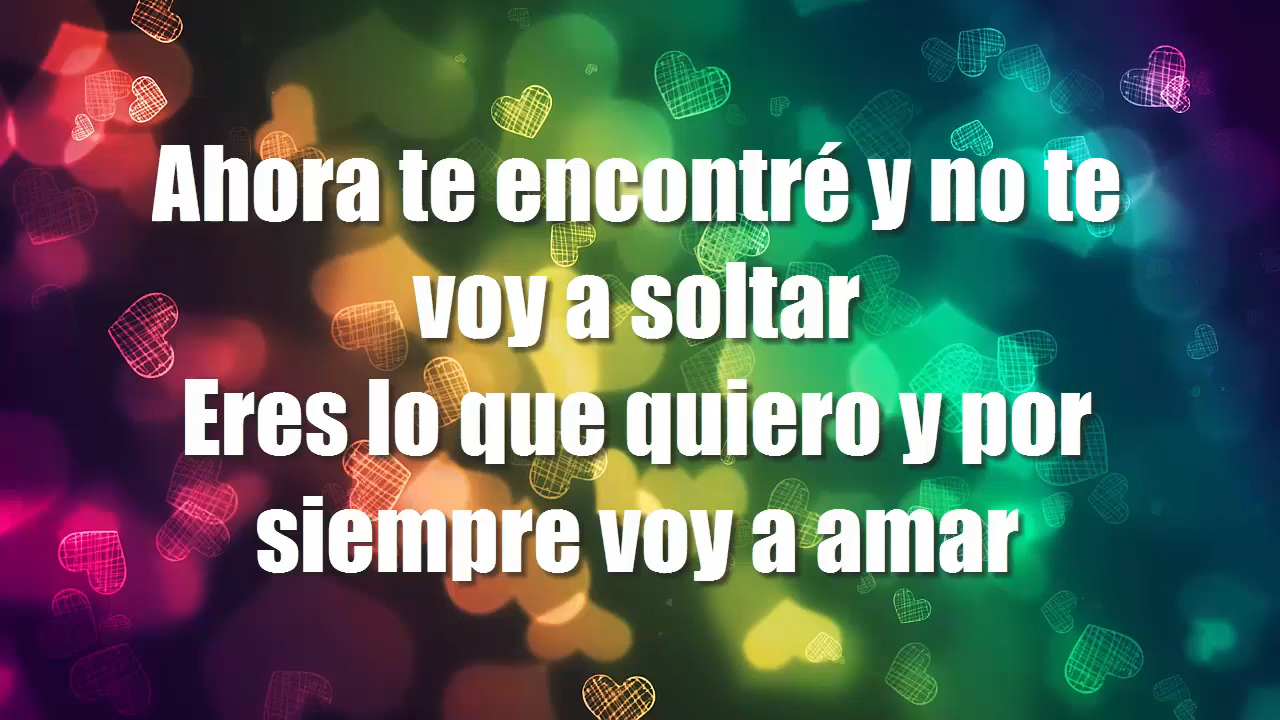 Ahora te encontré y no te
voy a soltar
Eres lo que quiero y por
siempre voy a amar